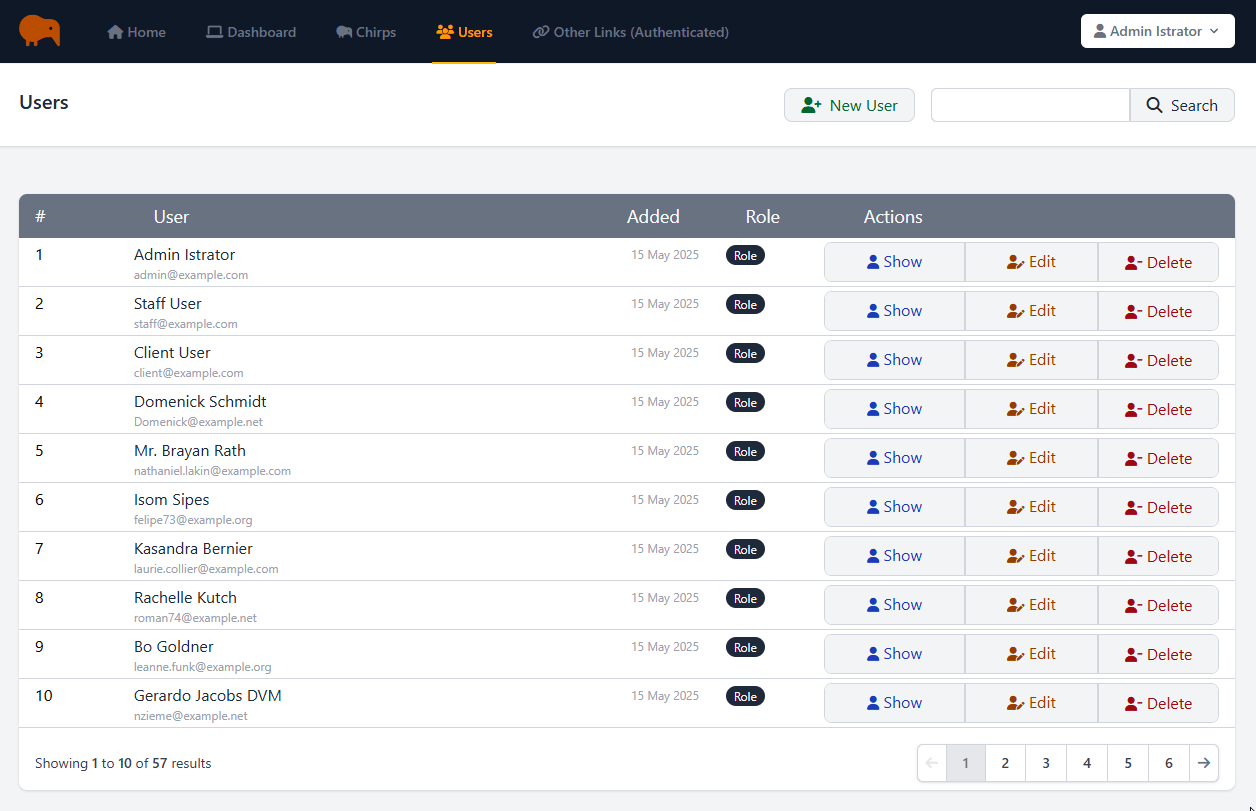 Home Dashboard Chirps Users Other Links (Authenticated) Admin Istrator
Users New User Search
# User Added Role Actions
1 Admin Istrator 15 May 2025 Role Show Edit Delete
admin@example.com
2 Staff User 15 May 2025 Role Show Edit Delete
staff@example.com
3 Client User 15 May 2025 Role Show Edit Delete
client@example.com
4 Domenick Schmidt 15 May 2025 Role Show Edit Delete
Domenick@example.net
5 Mr. Brayan Rath 15 May 2025 Role Show Edit Delete
nathaniel.lakin@example.com
6 Isom Sipes 15 May 2025 Role Show Edit Delete
felipe73@example.org
7 Kasandra Bernier 15 May 2025 Role Show Edit Delete
laurie.collier@example.com
8 Rachelle Kutch 15 May 2025 Role Show Edit Delete
roman74@example.net
9 Bo Goldner 15 May 2025 Role Show Edit Delete
leanne.funk@example.org
10 Gerardo Jacobs DVM 15 May 2025 Role Show Edit Delete
nzieme@example.net
Showing 1 to 10 of 57 results 1 2 3 4 5 6